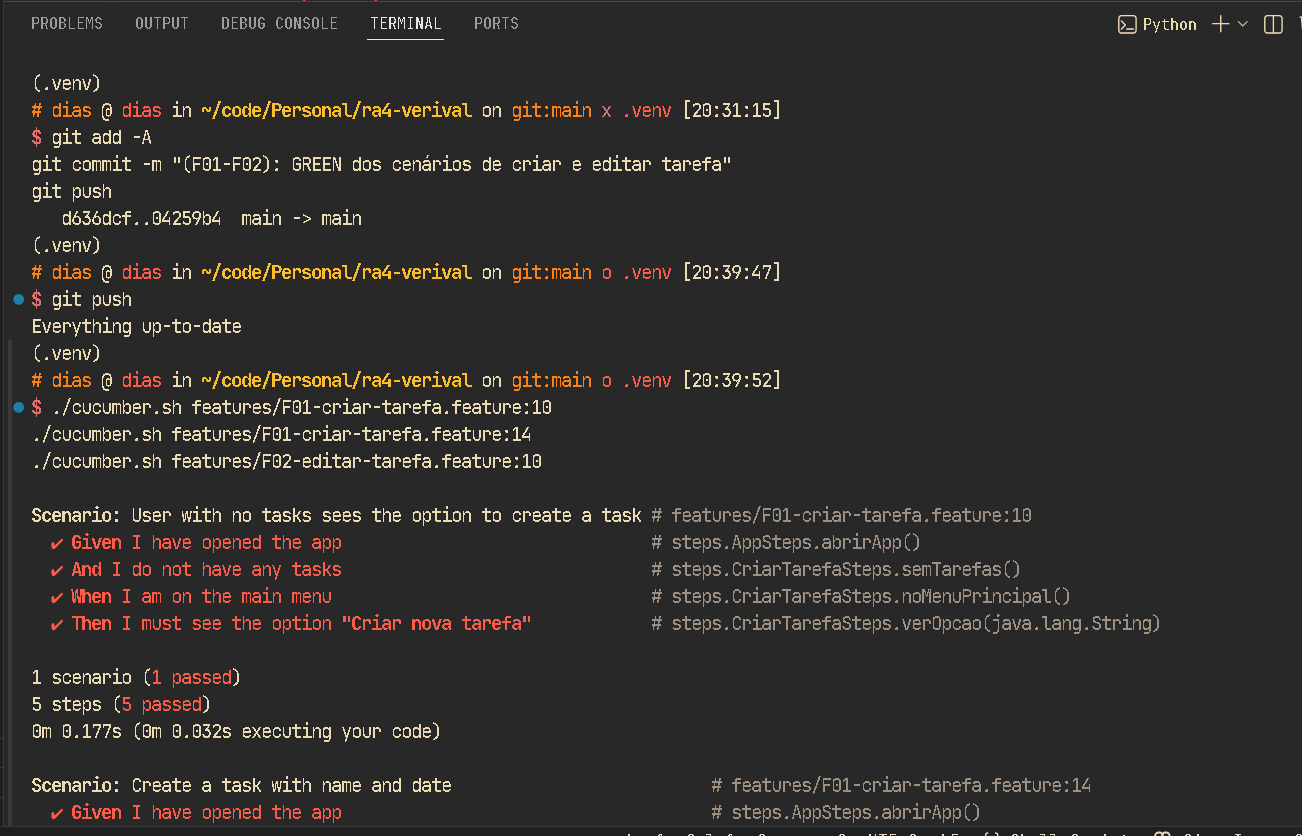 PROBLEMS OUTPUT DEBUG CONSOLE TERMINAL PORTS Python
(.venv)
# dias @ dias in ~/code/Personal/ra4-verival on git:main x .venv [20:31:15]
$ git add -A
git commit -m "(F01-F02): GREEN dos cenários de criar e editar tarefa"
git push
d636dcf..04259b4 main -> main
(.venv)
# dias @ dias in ~/code/Personal/ra4-verival on git:main o .venv [20:39:47]
$ git push
Everything up-to-date
(.venv)
# dias @ dias in ~/code/Personal/ra4-verival on git:main o .venv [20:39:52]
$ ./cucumber.sh features/F01-criar-tarefa.feature:10
./cucumber.sh features/F01-criar-tarefa.feature:14
./cucumber.sh features/F02-editar-tarefa.feature:10
Scenario: User with no tasks sees the option to create a task # features/F01-criar-tarefa.feature:10
✔ Given I have opened the app # steps.AppSteps.abrirApp()
✔ And I do not have any tasks # steps.CriarTarefaSteps.semTarefas()
✔ When I am on the main menu # steps.CriarTarefaSteps.noMenuPrincipal()
✔ Then I must see the option "Criar nova tarefa" # steps.CriarTarefaSteps.verOpcao(java.lang.String)
1 scenario (1 passed)
5 steps (5 passed)
0m 0.177s (0m 0.032s executing your code)
Scenario: Create a task with name and date # features/F01-criar-tarefa.feature:14
✔ Given I have opened the app # steps.AppSteps.abrirApp()